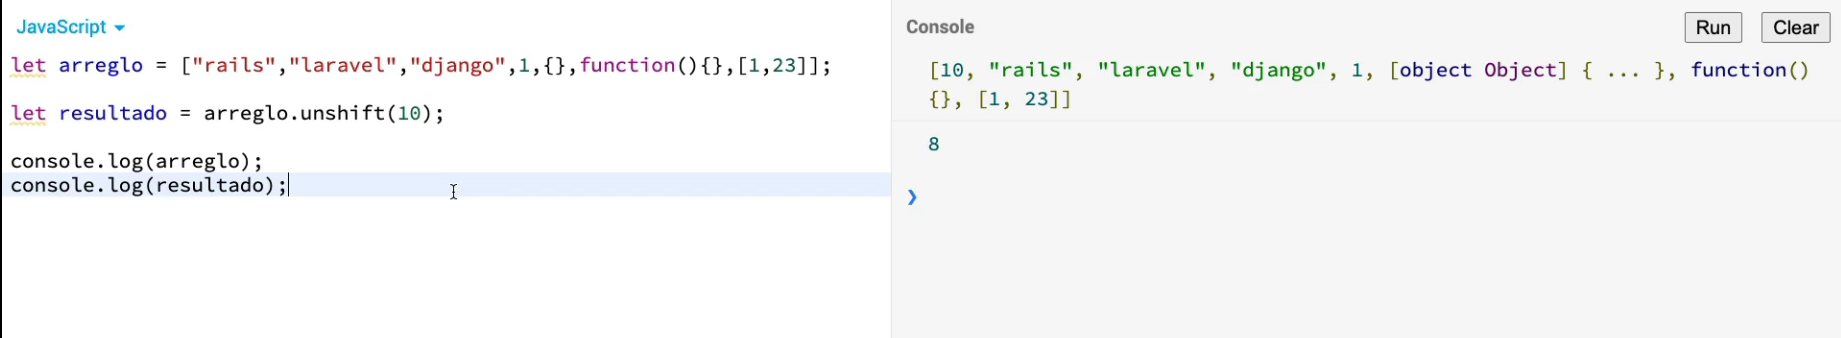 JavaScript
let arreglo = ["rails","laravel","django",1,{},function(){},[1,23]];
let resultado = arreglo.unshift(10);
console.log(arreglo);
console.log(resultado);
Console
Run
Clear
[10, "rails", "laravel", "django", 1, [object Object] { ... }, function()
{}, [1, 23]]
8
❯